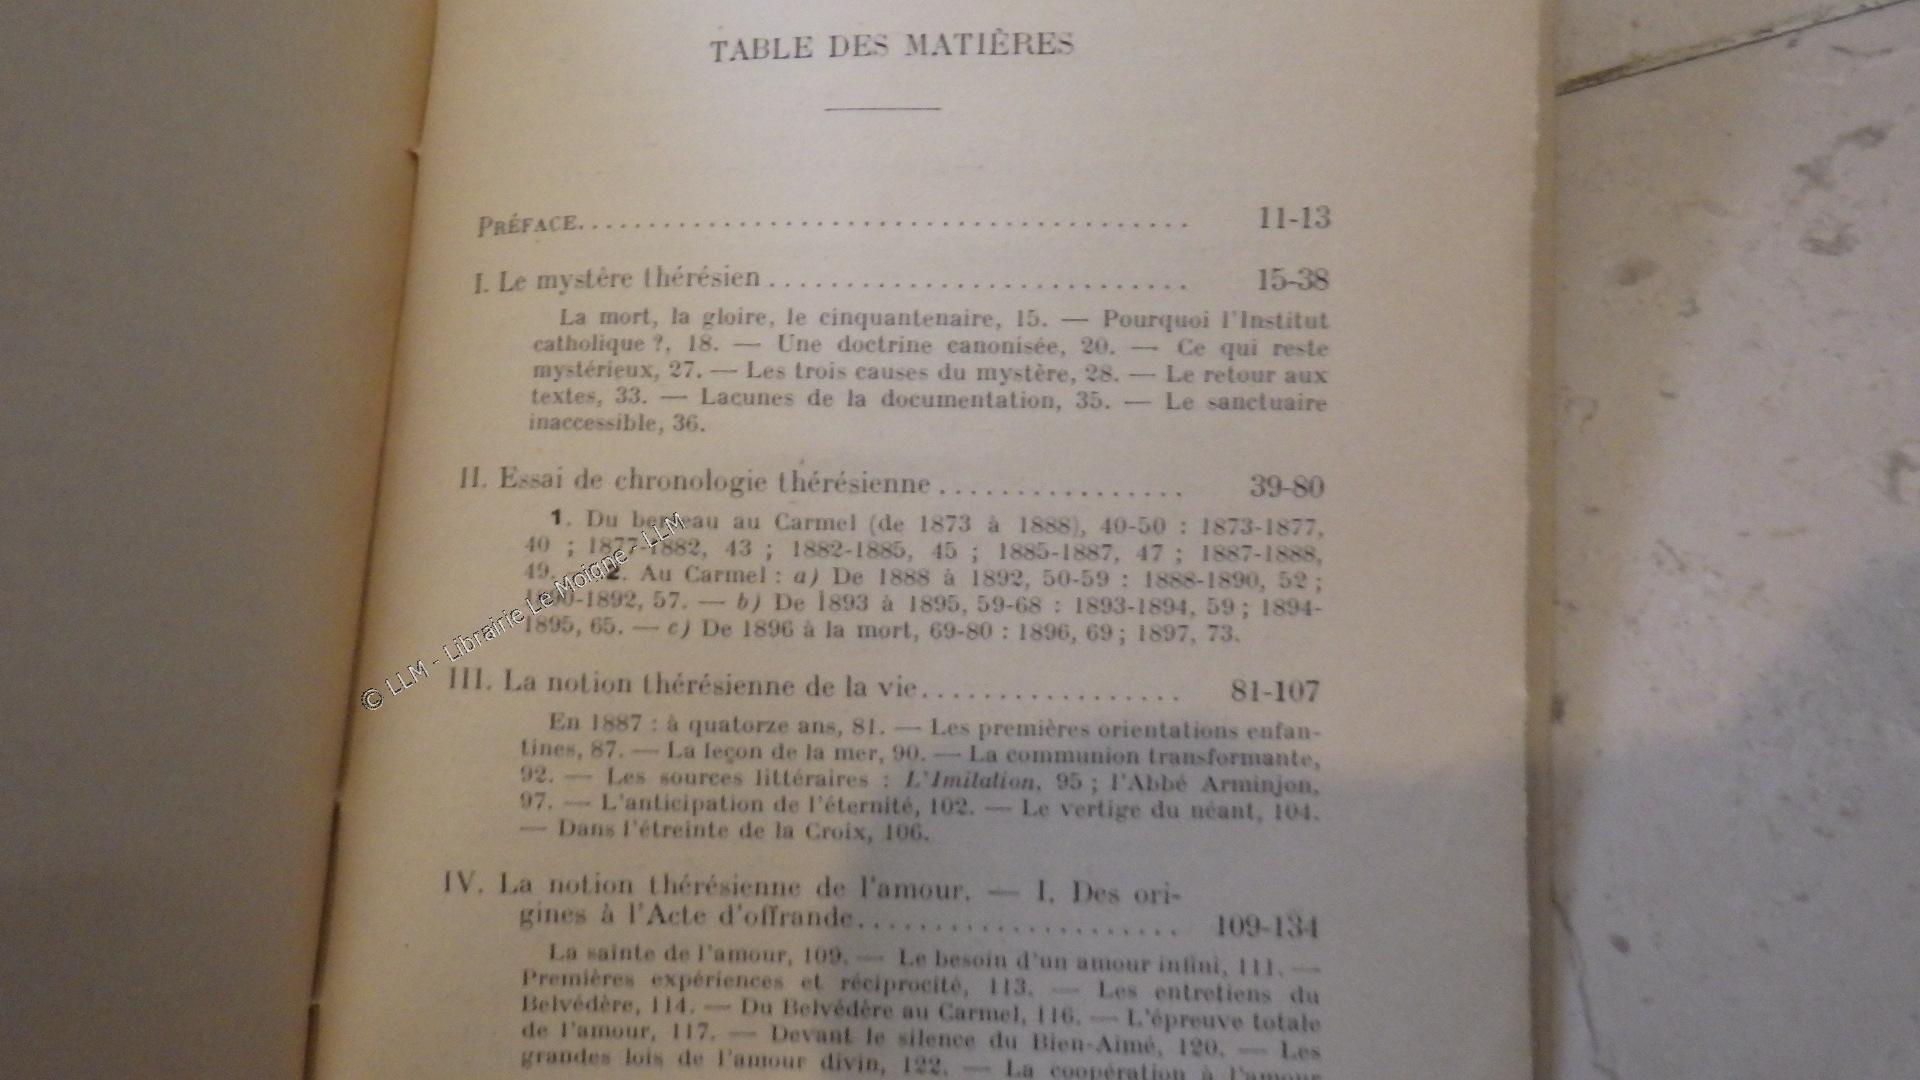 TABLE DES MATIÈRES
PRÉFACE........................................ 11-13
I. Le mystère thérésien............................ 15-38
La mort, la gloire, le cinquantenaire, 15. — Pourquoi l'Institut
catholique ?, 18. — Une doctrine canonisée, 20. — Ce qui reste
mystérieux, 27. — Les trois causes du mystère, 28. — Le retour aux
textes, 33. — Lacunes de la documentation, 35. — Le sanctuaire
inaccessible, 36.
II. Essai de chronologie thérésienne................ 39-80
1. Du berceau au Carmel (de 1873 à 1888), 40-50 : 1873-1877,
40 ; 1877-1882, 43 ; 1882-1885, 45 ; 1885-1887, 47 ; 1887-1888,
49. — 2. Au Carmel : a) De 1888 à 1892, 50-59 : 1888-1890, 52 ;
1890-1892, 57. — b) De 1893 à 1895, 59-68 : 1893-1894, 59 ; 1894-
1895, 65. — c) De 1896 à la mort, 69-80 : 1896, 69 ; 1897, 73.
© LLM - Librairie Le Moigne - LLM
III. La notion thérésienne de la vie................. 81-107
En 1887 : à quatorze ans, 81. — Les premières orientations enfan-
tines, 87. — La leçon de la mer, 90. — La communion transformante,
92. — Les sources littéraires : L'Imitation, 95 ; l'Abbé Arminjon,
97. — L'anticipation de l'éternité, 102. — Le vertige du néant, 104.
— Dans l'étreinte de la Croix, 106.
IV. La notion thérésienne de l'amour. — I. Des ori-
gines à l'Acte d'offrande..................... 109-134
La sainte de l'amour, 109. — Le besoin d'un amour infini, 111. —
Premières expériences et réciprocité, 113. — Les entretiens du
Belvédère, 114. — Du Belvédère au Carmel, 116. — L'épreuve totale
de l'amour, 117. — Devant le silence du Bien-Aimé, 120. — Les
grandes lois de l'amour divin, 122. — La coopération à l'amour